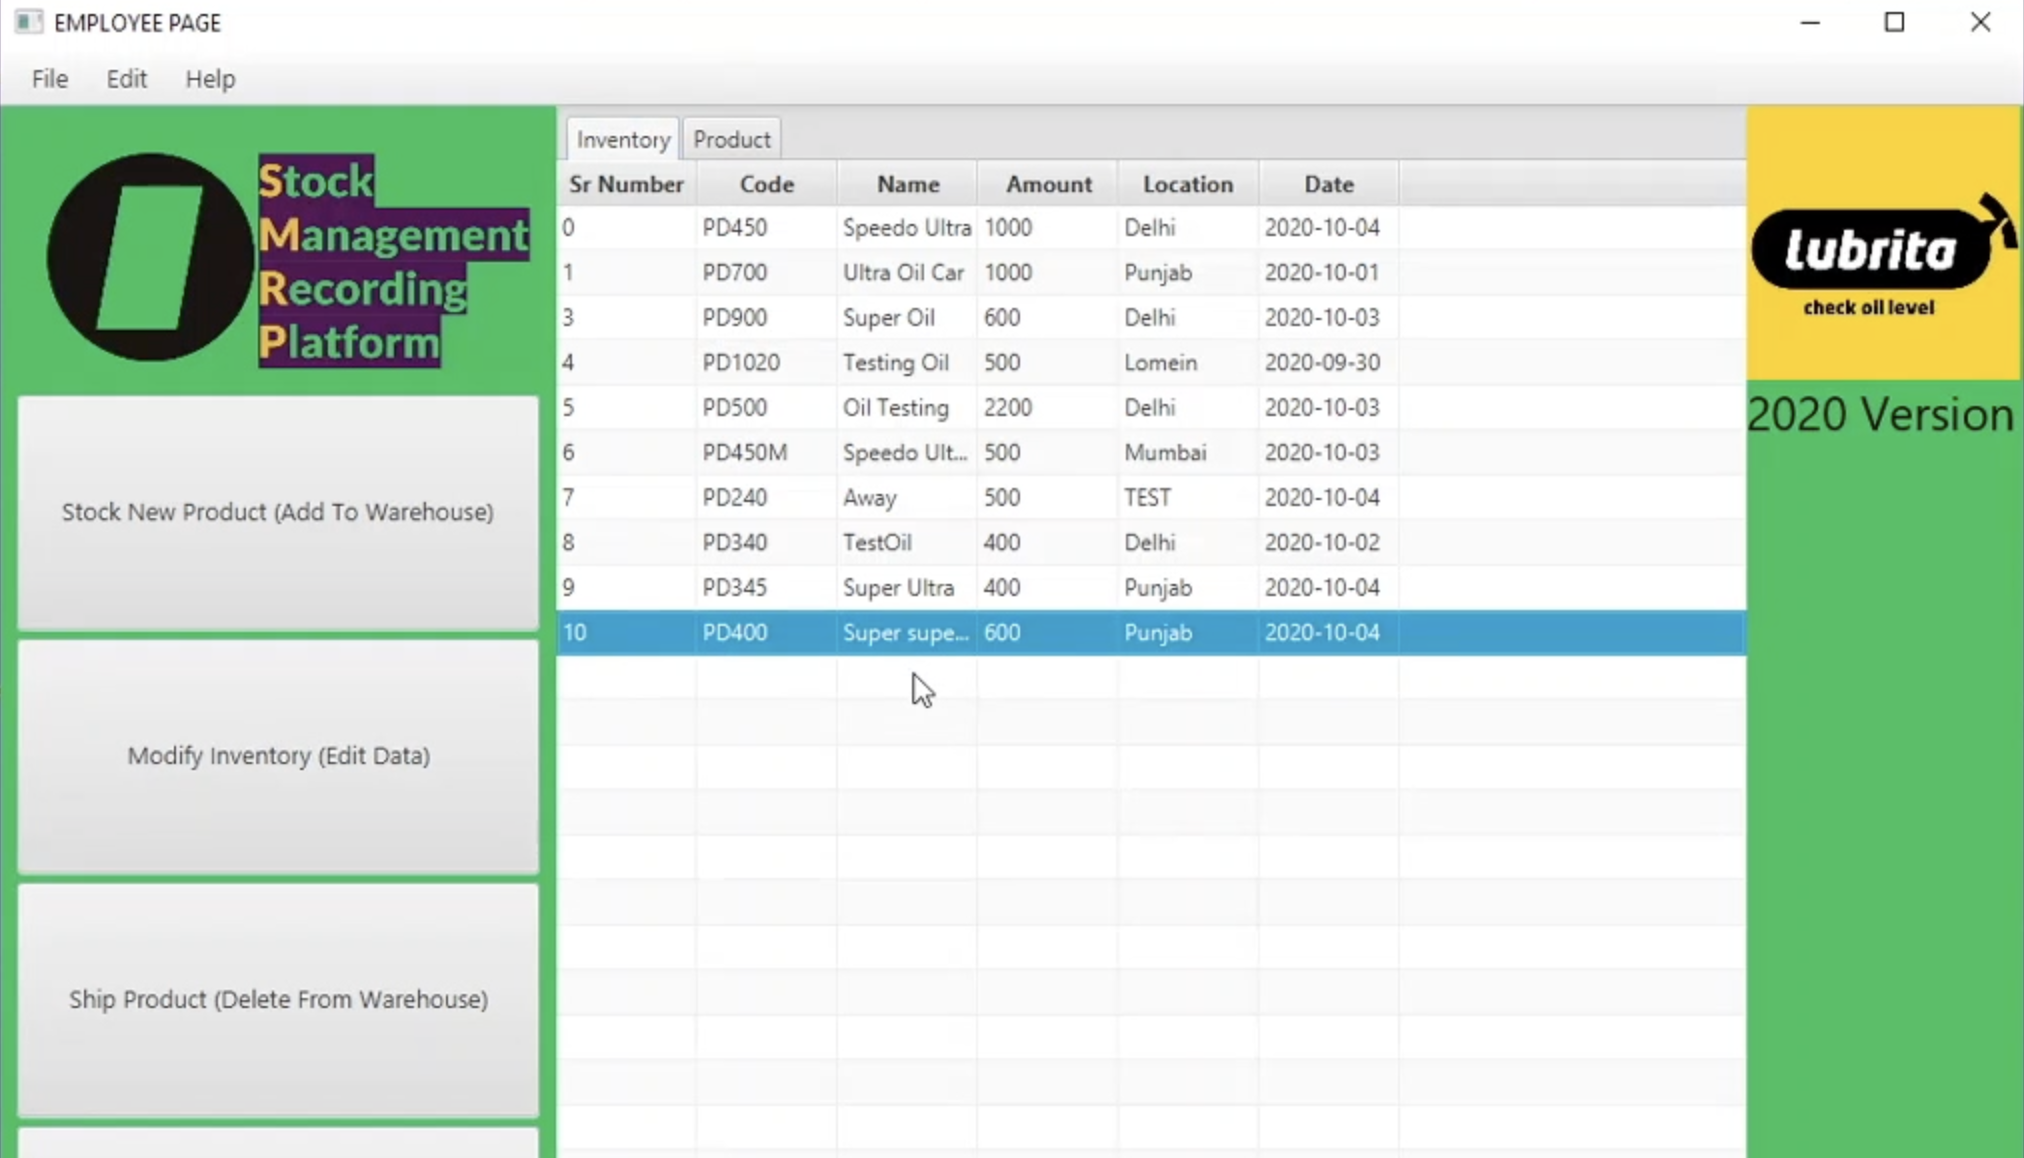 EMPLOYEE PAGE
File Edit Help
Stock
Management
Recording
Platform
Stock New Product (Add To Warehouse)
Modify Inventory (Edit Data)
Ship Product (Delete From Warehouse)
Inventory Product
Sr Number Code Name Amount Location Date
0 PD450 Speedo Ultra 1000 Delhi 2020-10-04
1 PD700 Ultra Oil Car 1000 Punjab 2020-10-01
3 PD900 Super Oil 600 Delhi 2020-10-03
4 PD1020 Testing Oil 500 Lomein 2020-09-30
5 PD500 Oil Testing 2200 Delhi 2020-10-03
6 PD450M Speedo Ult... 500 Mumbai 2020-10-03
7 PD240 Away 500 TEST 2020-10-04
8 PD340 TestOil 400 Delhi 2020-10-02
9 PD345 Super Ultra 400 Punjab 2020-10-04
10 PD400 Super supe... 600 Punjab 2020-10-04
lubrita
check oil level
2020 Version